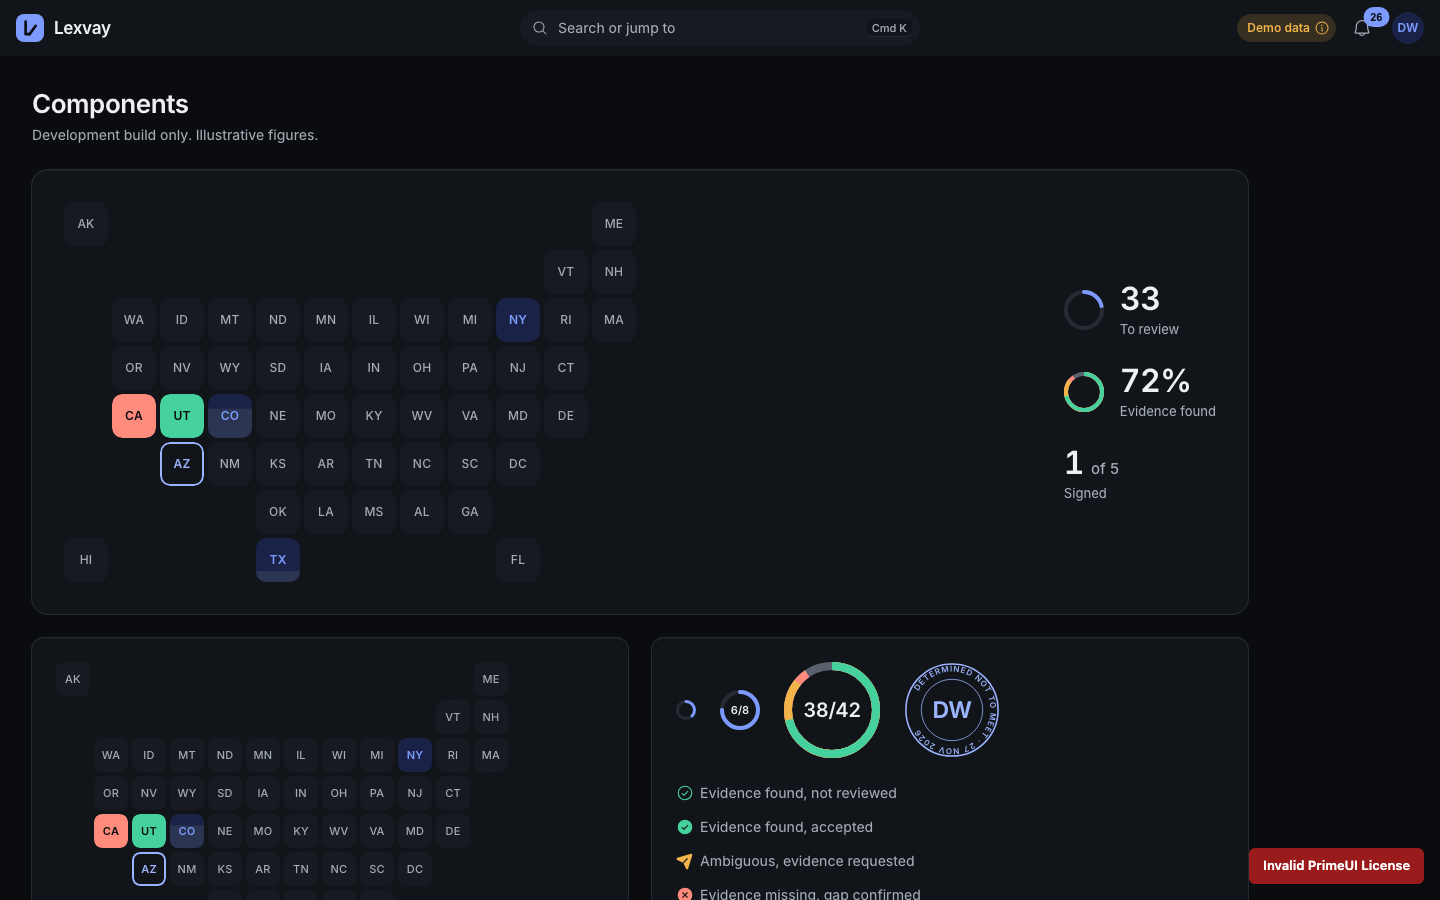 Lexvay
Search or jump to
Cmd K
Demo data
26
DW
Components
Development build only. Illustrative figures.
AK
ME
VT NH
WA ID MT ND MN IL WI MI NY RI MA
OR NV WY SD IA IN OH PA NJ CT
CA UT CO NE MO KY WV VA MD DE
AZ NM KS AR TN NC SC DC
OK LA MS AL GA
HI TX FL
33
To review
72%
Evidence found
1 of 5
Signed
AK ME
VT NH
WA ID MT ND MN IL WI MI NY RI MA
OR NV WY SD IA IN OH PA NJ CT
CA UT CO NE MO KY WV VA MD DE
AZ NM KS AR TN NC SC DC
6/8
38/42
DETERMINED NOT TO MEET · 27 NOV 2026
DW
Evidence found, not reviewed
Evidence found, accepted
Ambiguous, evidence requested
Evidence missing, gap confirmed
Invalid PrimeUI License